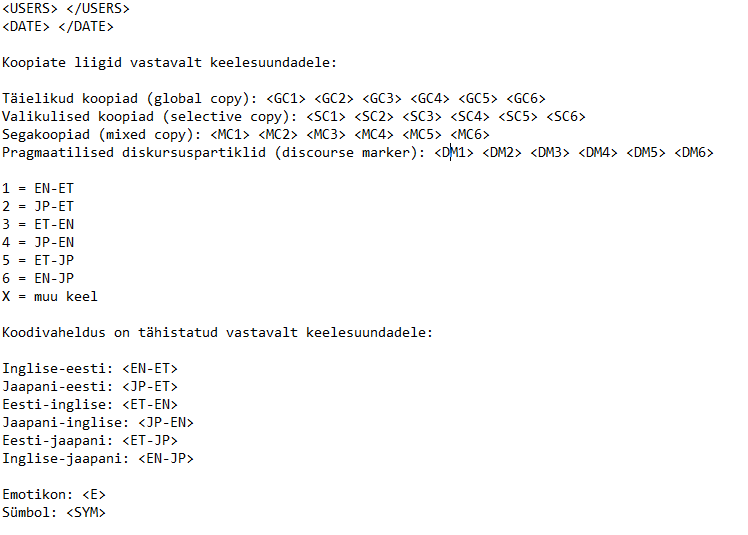 <USERS> </USERS>
<DATE> </DATE>
Koopiate liigid vastavalt keelesuundadele:
Täielikud koopiad (global copy): <GC1> <GC2> <GC3> <GC4> <GC5> <GC6>
Valikulised koopiad (selective copy): <SC1> <SC2> <SC3> <SC4> <SC5> <SC6>
Segakoopiad (mixed copy): <MC1> <MC2> <MC3> <MC4> <MC5> <MC6>
Pragmaatilised diskursuspartiklid (discourse marker): <DM1> <DM2> <DM3> <DM4> <DM5> <DM6>
1 = EN-ET
2 = JP-ET
3 = ET-EN
4 = JP-EN
5 = ET-JP
6 = EN-JP
X = muu keel
Koodivaheldus on tähistatud vastavalt keelesuundadele:
Inglise-eesti: <EN-ET>
Jaapani-eesti: <JP-ET>
Eesti-inglise: <ET-EN>
Jaapani-inglise: <JP-EN>
Eesti-jaapani: <ET-JP>
Inglise-jaapani: <EN-JP>
Emotikon: <E>
Sümbol: <SYM>